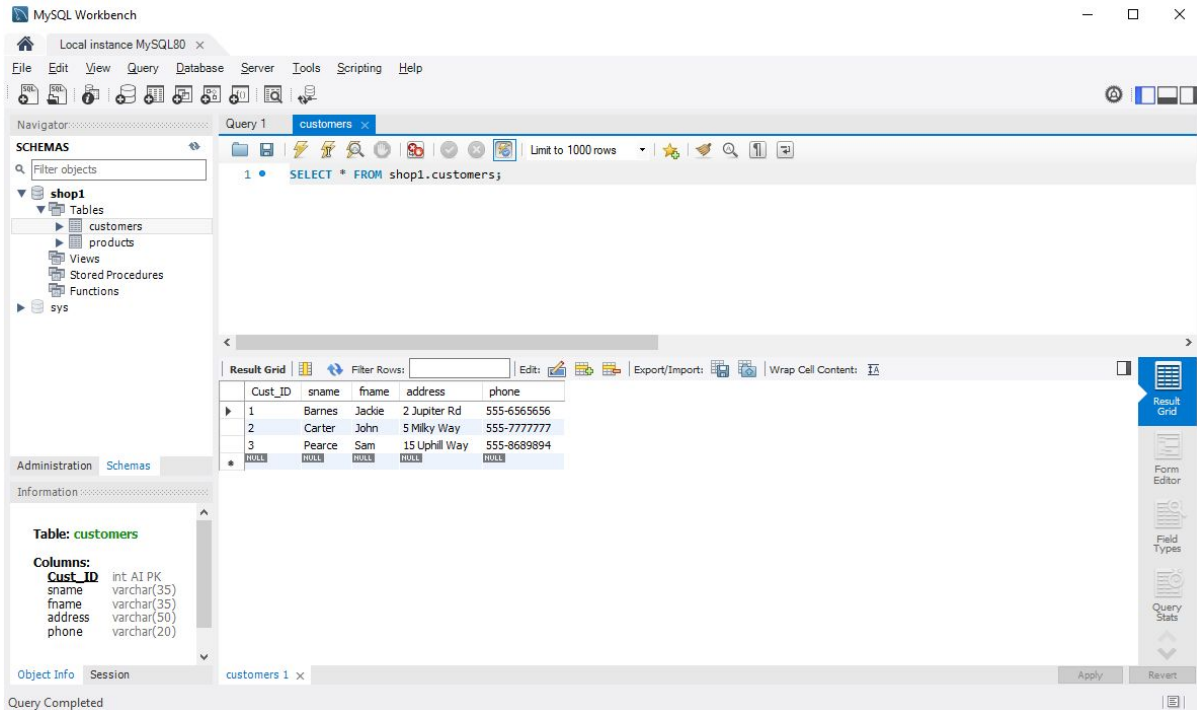 MySQL Workbench
Local instance MySQL80
File Edit View Query Database Server Tools Scripting Help
Navigator
SCHEMAS
Filter objects
shop1
Tables
customers
products
Views
Stored Procedures
Functions
sys
Administration Schemas
Information
Table: customers
Columns:
Cust_ID int AI PK
sname varchar(35)
fname varchar(35)
address varchar(50)
phone varchar(20)
Object Info Session
Query 1 customers
Limit to 1000 rows
1 SELECT * FROM shop1.customers;
Result Grid Filter Rows: Edit: Export/Import: Wrap Cell Content:
Cust_ID sname fname address phone
1 Barnes Jackie 2 Jupiter Rd 555-6565656
2 Carter John 5 Milky Way 555-7777777
3 Pearce Sam 15 Uphill Way 555-8689894
NULL NULL NULL NULL NULL
Result
Grid
Form
Editor
Field
Types
Query
Stats
customers 1 Apply Revert
Query Completed